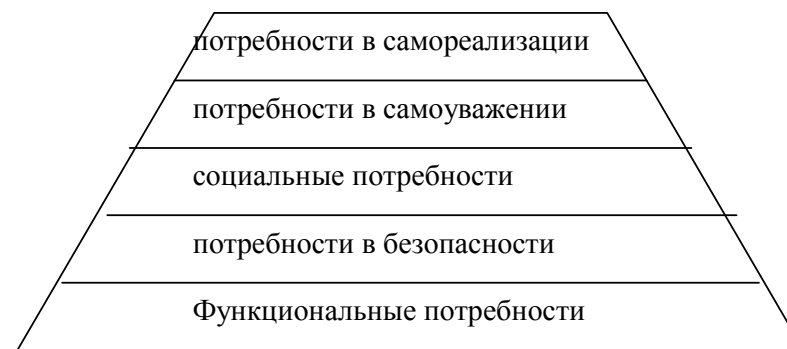 потребности в самореализации
потребности в самоуважении
социальные потребности
потребности в безопасности
Функциональные потребности